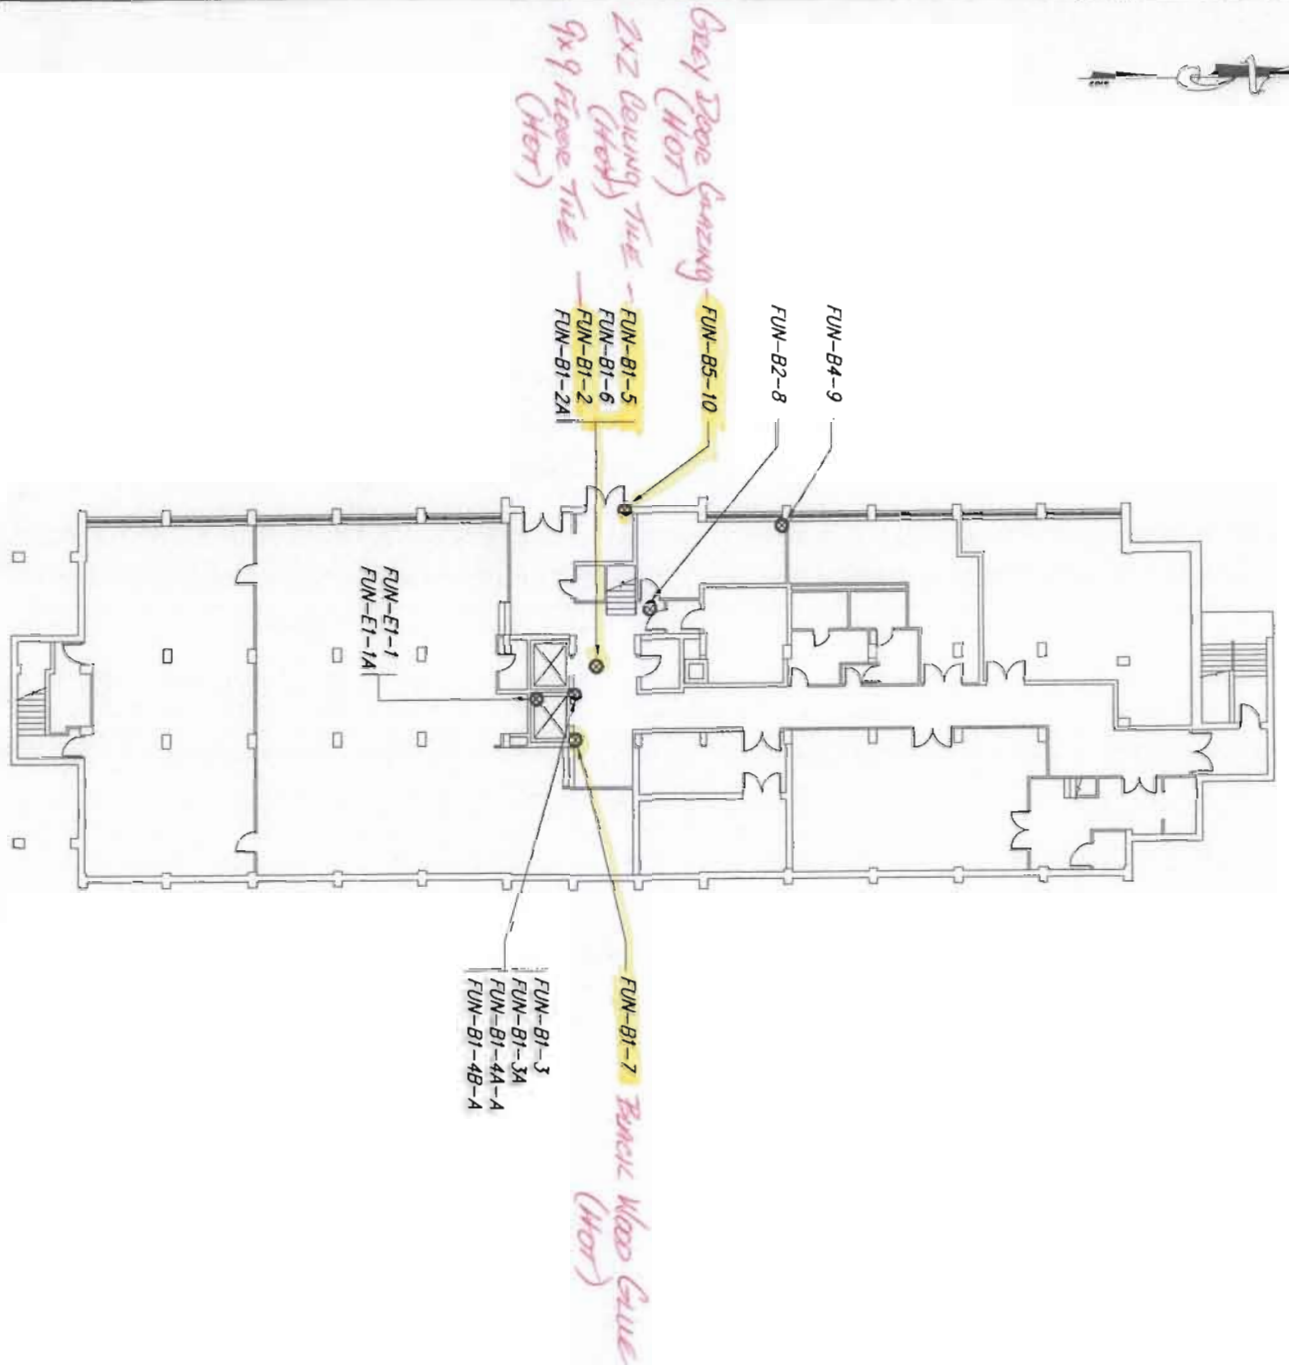 GREY DOOR GLAZING -
(HOT)
2X2 CEILING TILE -
(HOT)
9x9 FLOOR TILE —
(HOT)
FUN-B4-9
FUN-B2-8
FUN-B5-10
FUN-B1-5
FUN-B1-6
FUN-B1-2
FUN-B1-2A
FUN-E1-1
FUN-E1-1A
FUN-B1-7
BLACK WOOD GLUE
(HOT)
FUN-B1-3
FUN-B1-3A
FUN-B1-4A-A
FUN-B1-4B-A